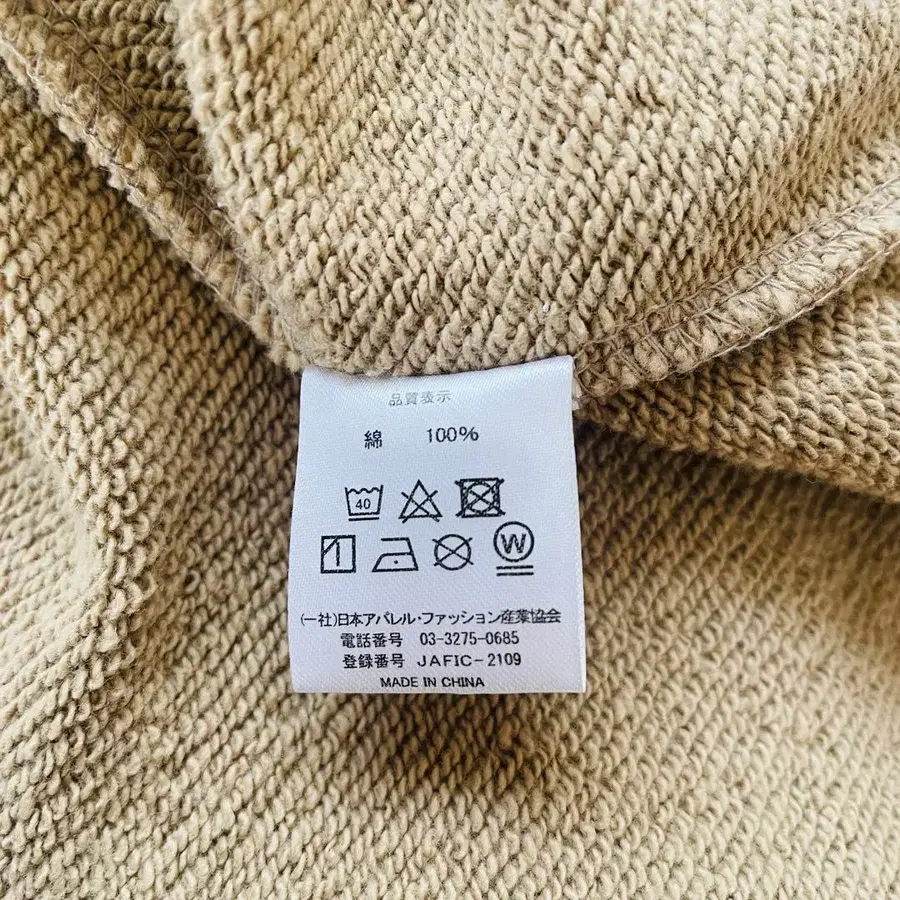 品質表示
綿 100%
40
W
(一社)日本アパレル・ファッション産業協会
電話番号 03-3275-0685
登録番号 JAFIC-2109
MADE IN CHINA